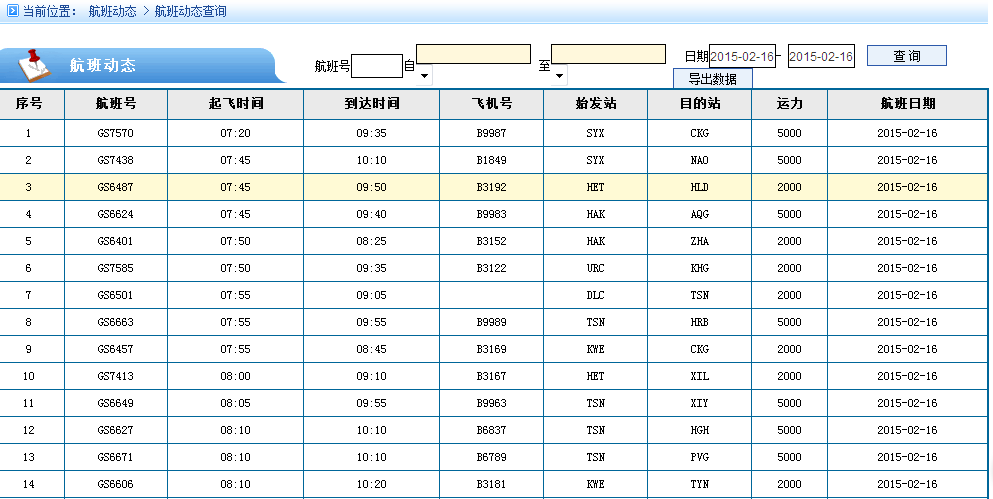 当前位置： 航班动态 > 航班动态查询
航班动态 航班号 自 至 日期2015-02-16- 2015-02-16 查 询
导出数据
序号 航班号 起飞时间 到达时间 飞机号 始发站 目的站 运力 航班日期
1 GS7570 07:20 09:35 B9987 SYX CKG 5000 2015-02-16
2 GS7438 07:45 10:10 B1849 SYX NAO 5000 2015-02-16
3 GS6487 07:45 09:50 B3192 HET HLD 2000 2015-02-16
4 GS6624 07:45 09:40 B9983 HAK AQG 5000 2015-02-16
5 GS6401 07:50 08:25 B3152 HAK ZHA 2000 2015-02-16
6 GS7585 07:50 09:35 B3122 URC KHG 2000 2015-02-16
7 GS6501 07:55 09:05 DLC TSN 2000 2015-02-16
8 GS6663 07:55 09:55 B9989 TSN HRB 5000 2015-02-16
9 GS6457 07:55 08:45 B3169 KWE CKG 2000 2015-02-16
10 GS7413 08:00 09:10 B3167 HET XIL 2000 2015-02-16
11 GS6649 08:05 09:55 B9963 TSN XIY 5000 2015-02-16
12 GS6627 08:10 10:10 B6837 TSN HGH 5000 2015-02-16
13 GS6671 08:10 10:10 B6789 TSN PVG 5000 2015-02-16
14 GS6606 08:10 10:20 B3181 KWE TYN 2000 2015-02-16